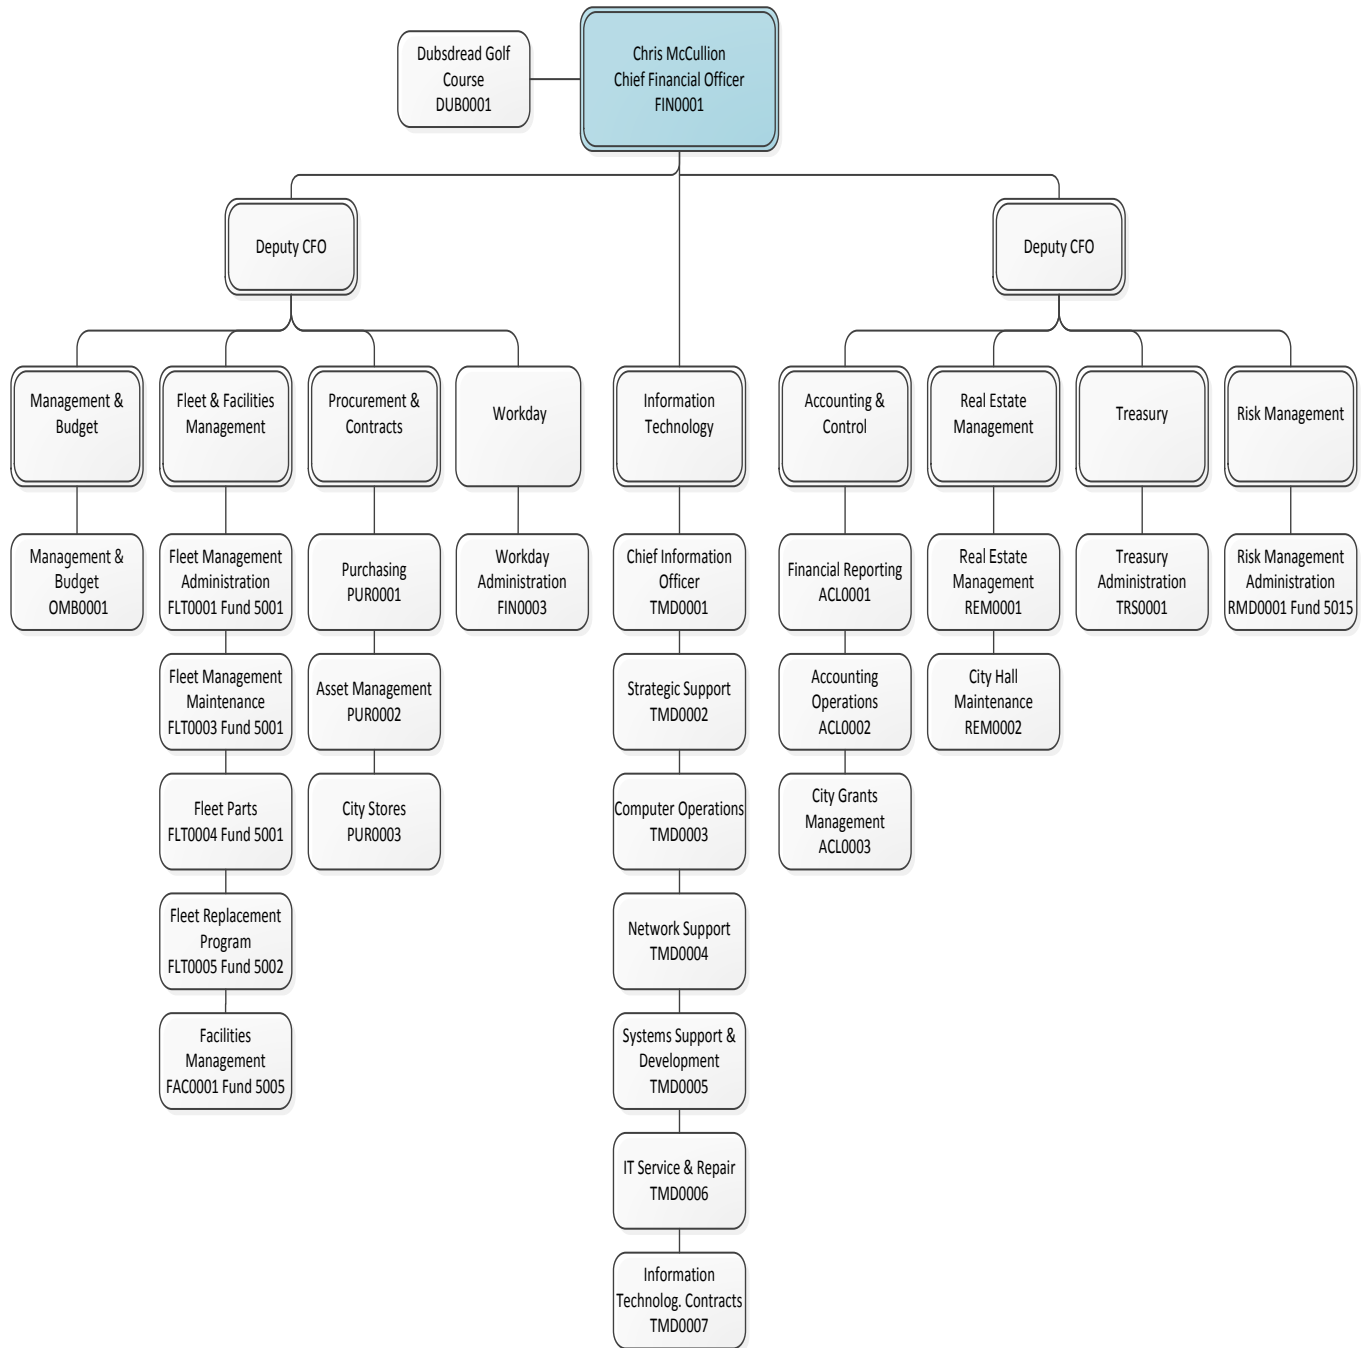 Dubsdread Golf
Course
DUB0001
Chris McCullion
Chief Financial Officer
FIN0001
Deputy CFO
Deputy CFO
Management &
Budget
Fleet & Facilities
Management
Procurement &
Contracts
Workday
Information
Technology
Accounting &
Control
Real Estate
Management
Treasury
Risk Management
Management &
Budget
OMB0001
Fleet Management
Administration
FLT0001 Fund 5001
Purchasing
PUR0001
Workday
Administration
FIN0003
Chief Information
Officer
TMD0001
Financial Reporting
ACL0001
Real Estate
Management
REM0001
Treasury
Administration
TRS0001
Risk Management
Administration
RMD0001 Fund 5015
Fleet Management
Maintenance
FLT0003 Fund 5001
Asset Management
PUR0002
Strategic Support
TMD0002
Accounting
Operations
ACL0002
City Hall
Maintenance
REM0002
Fleet Parts
FLT0004 Fund 5001
City Stores
PUR0003
Computer Operations
TMD0003
City Grants
Management
ACL0003
Fleet Replacement
Program
FLT0005 Fund 5002
Network Support
TMD0004
Facilities
Management
FAC0001 Fund 5005
Systems Support &
Development
TMD0005
IT Service & Repair
TMD0006
Information
Technolog. Contracts
TMD0007